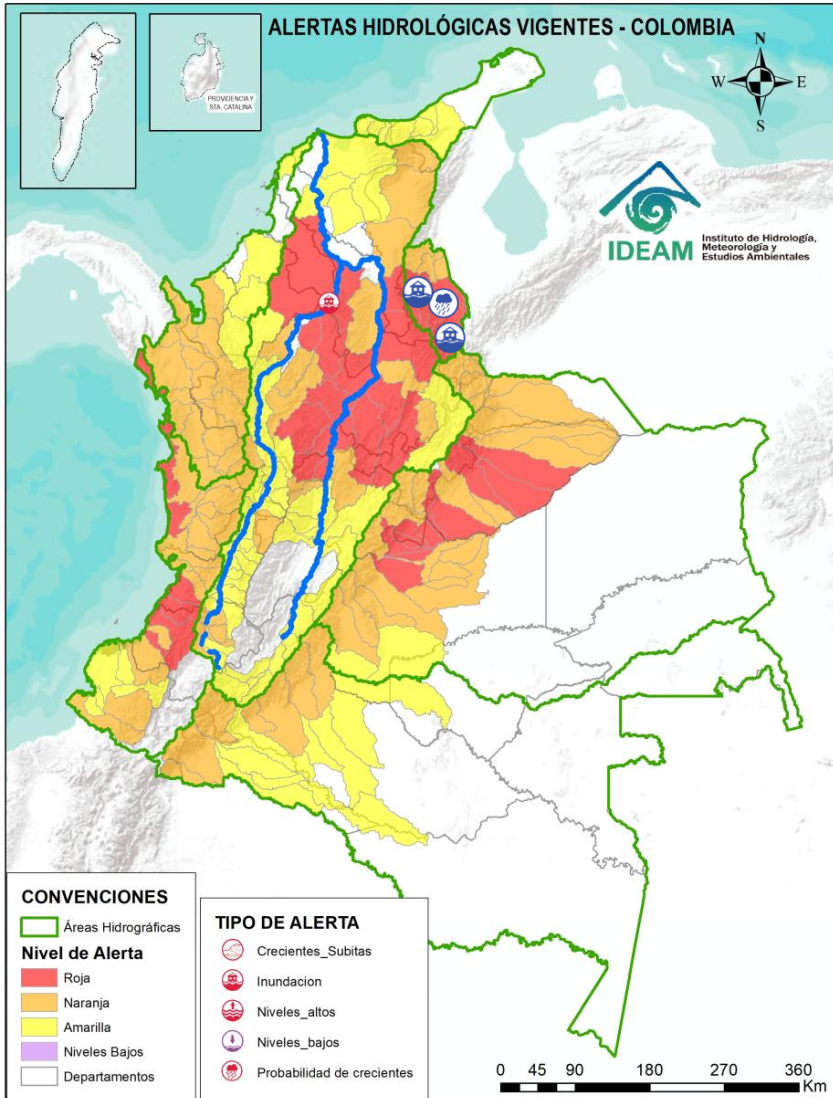 ALERTAS HIDROLÓGICAS VIGENTES - COLOMBIA
PROVIDENCIA Y
STA. CATALINA
N
W
E
S
IDEAM
Instituto de Hidrología,
Meteorología y
Estudios Ambientales
CONVENCIONES
Áreas Hidrográficas
Nivel de Alerta
Roja
Naranja
Amarilla
Niveles Bajos
Departamentos
TIPO DE ALERTA
Crecientes_Subitas
Inundacion
Niveles_altos
Niveles_bajos
Probabilidad de crecientes
0 45 90 180 270 360
Km